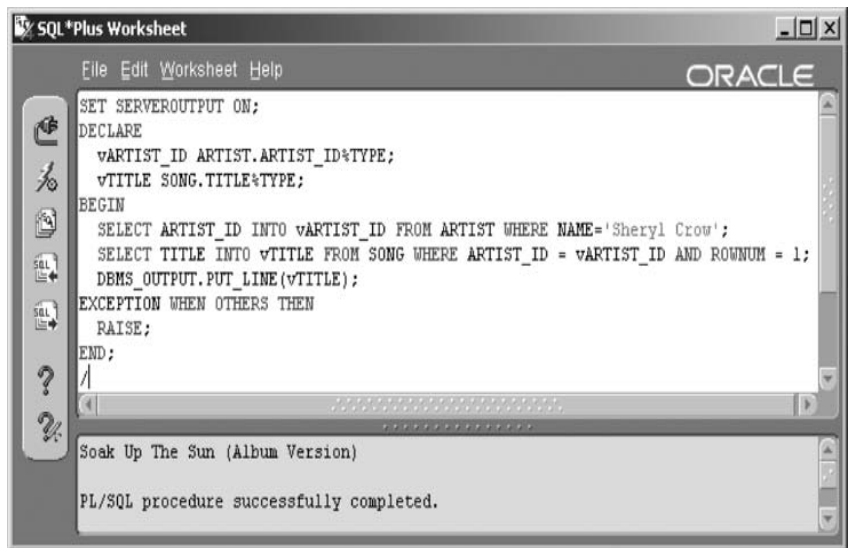 SQL*Plus Worksheet
File Edit Worksheet Help
ORACLE
SET SERVEROUTPUT ON;
DECLARE
  vARTIST_ID ARTIST.ARTIST_ID%TYPE;
  vTITLE SONG.TITLE%TYPE;
BEGIN
  SELECT ARTIST_ID INTO vARTIST_ID FROM ARTIST WHERE NAME='Sheryl Crow';
  SELECT TITLE INTO vTITLE FROM SONG WHERE ARTIST_ID = vARTIST_ID AND ROWNUM = 1;
  DBMS_OUTPUT.PUT_LINE(vTITLE);
EXCEPTION WHEN OTHERS THEN
  RAISE;
END;
/
SQL
SQL
Soak Up The Sun (Album Version)
PL/SQL procedure successfully completed.